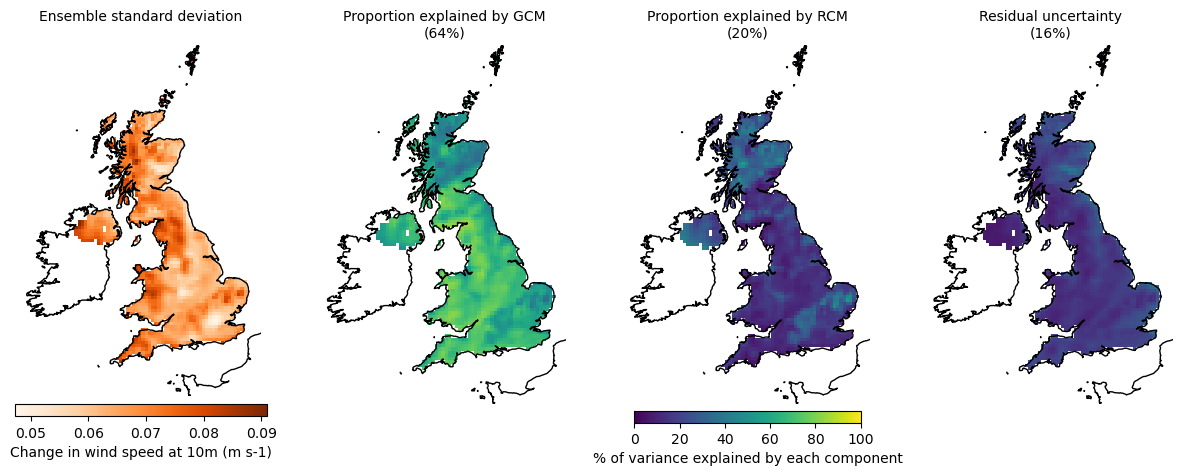 Ensemble standard deviation
Proportion explained by GCM
(64%)
Proportion explained by RCM
(20%)
Residual uncertainty
(16%)
0.05 0.06 0.07 0.08 0.09
Change in wind speed at 10m (m s-1)
0 20 40 60 80 100
% of variance explained by each component